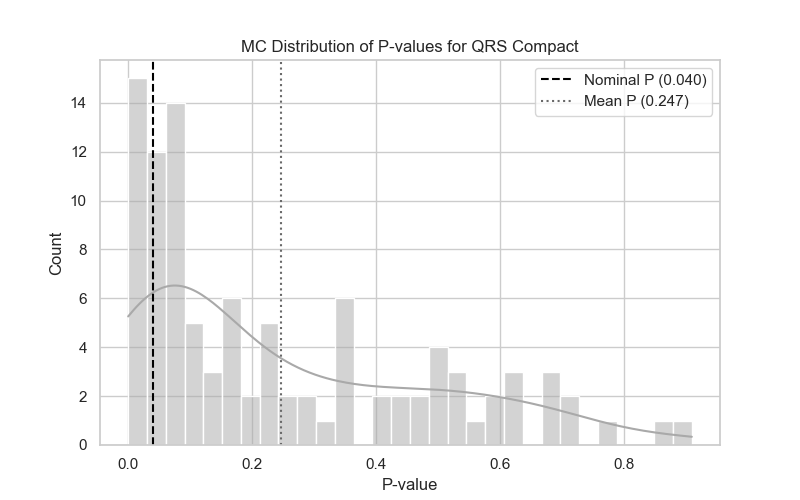 MC Distribution of P-values for QRS Compact
Nominal P (0.040)
Mean P (0.247)
Count
14
12
10
8
6
4
2
0
0.0 0.2 0.4 0.6 0.8
P-value